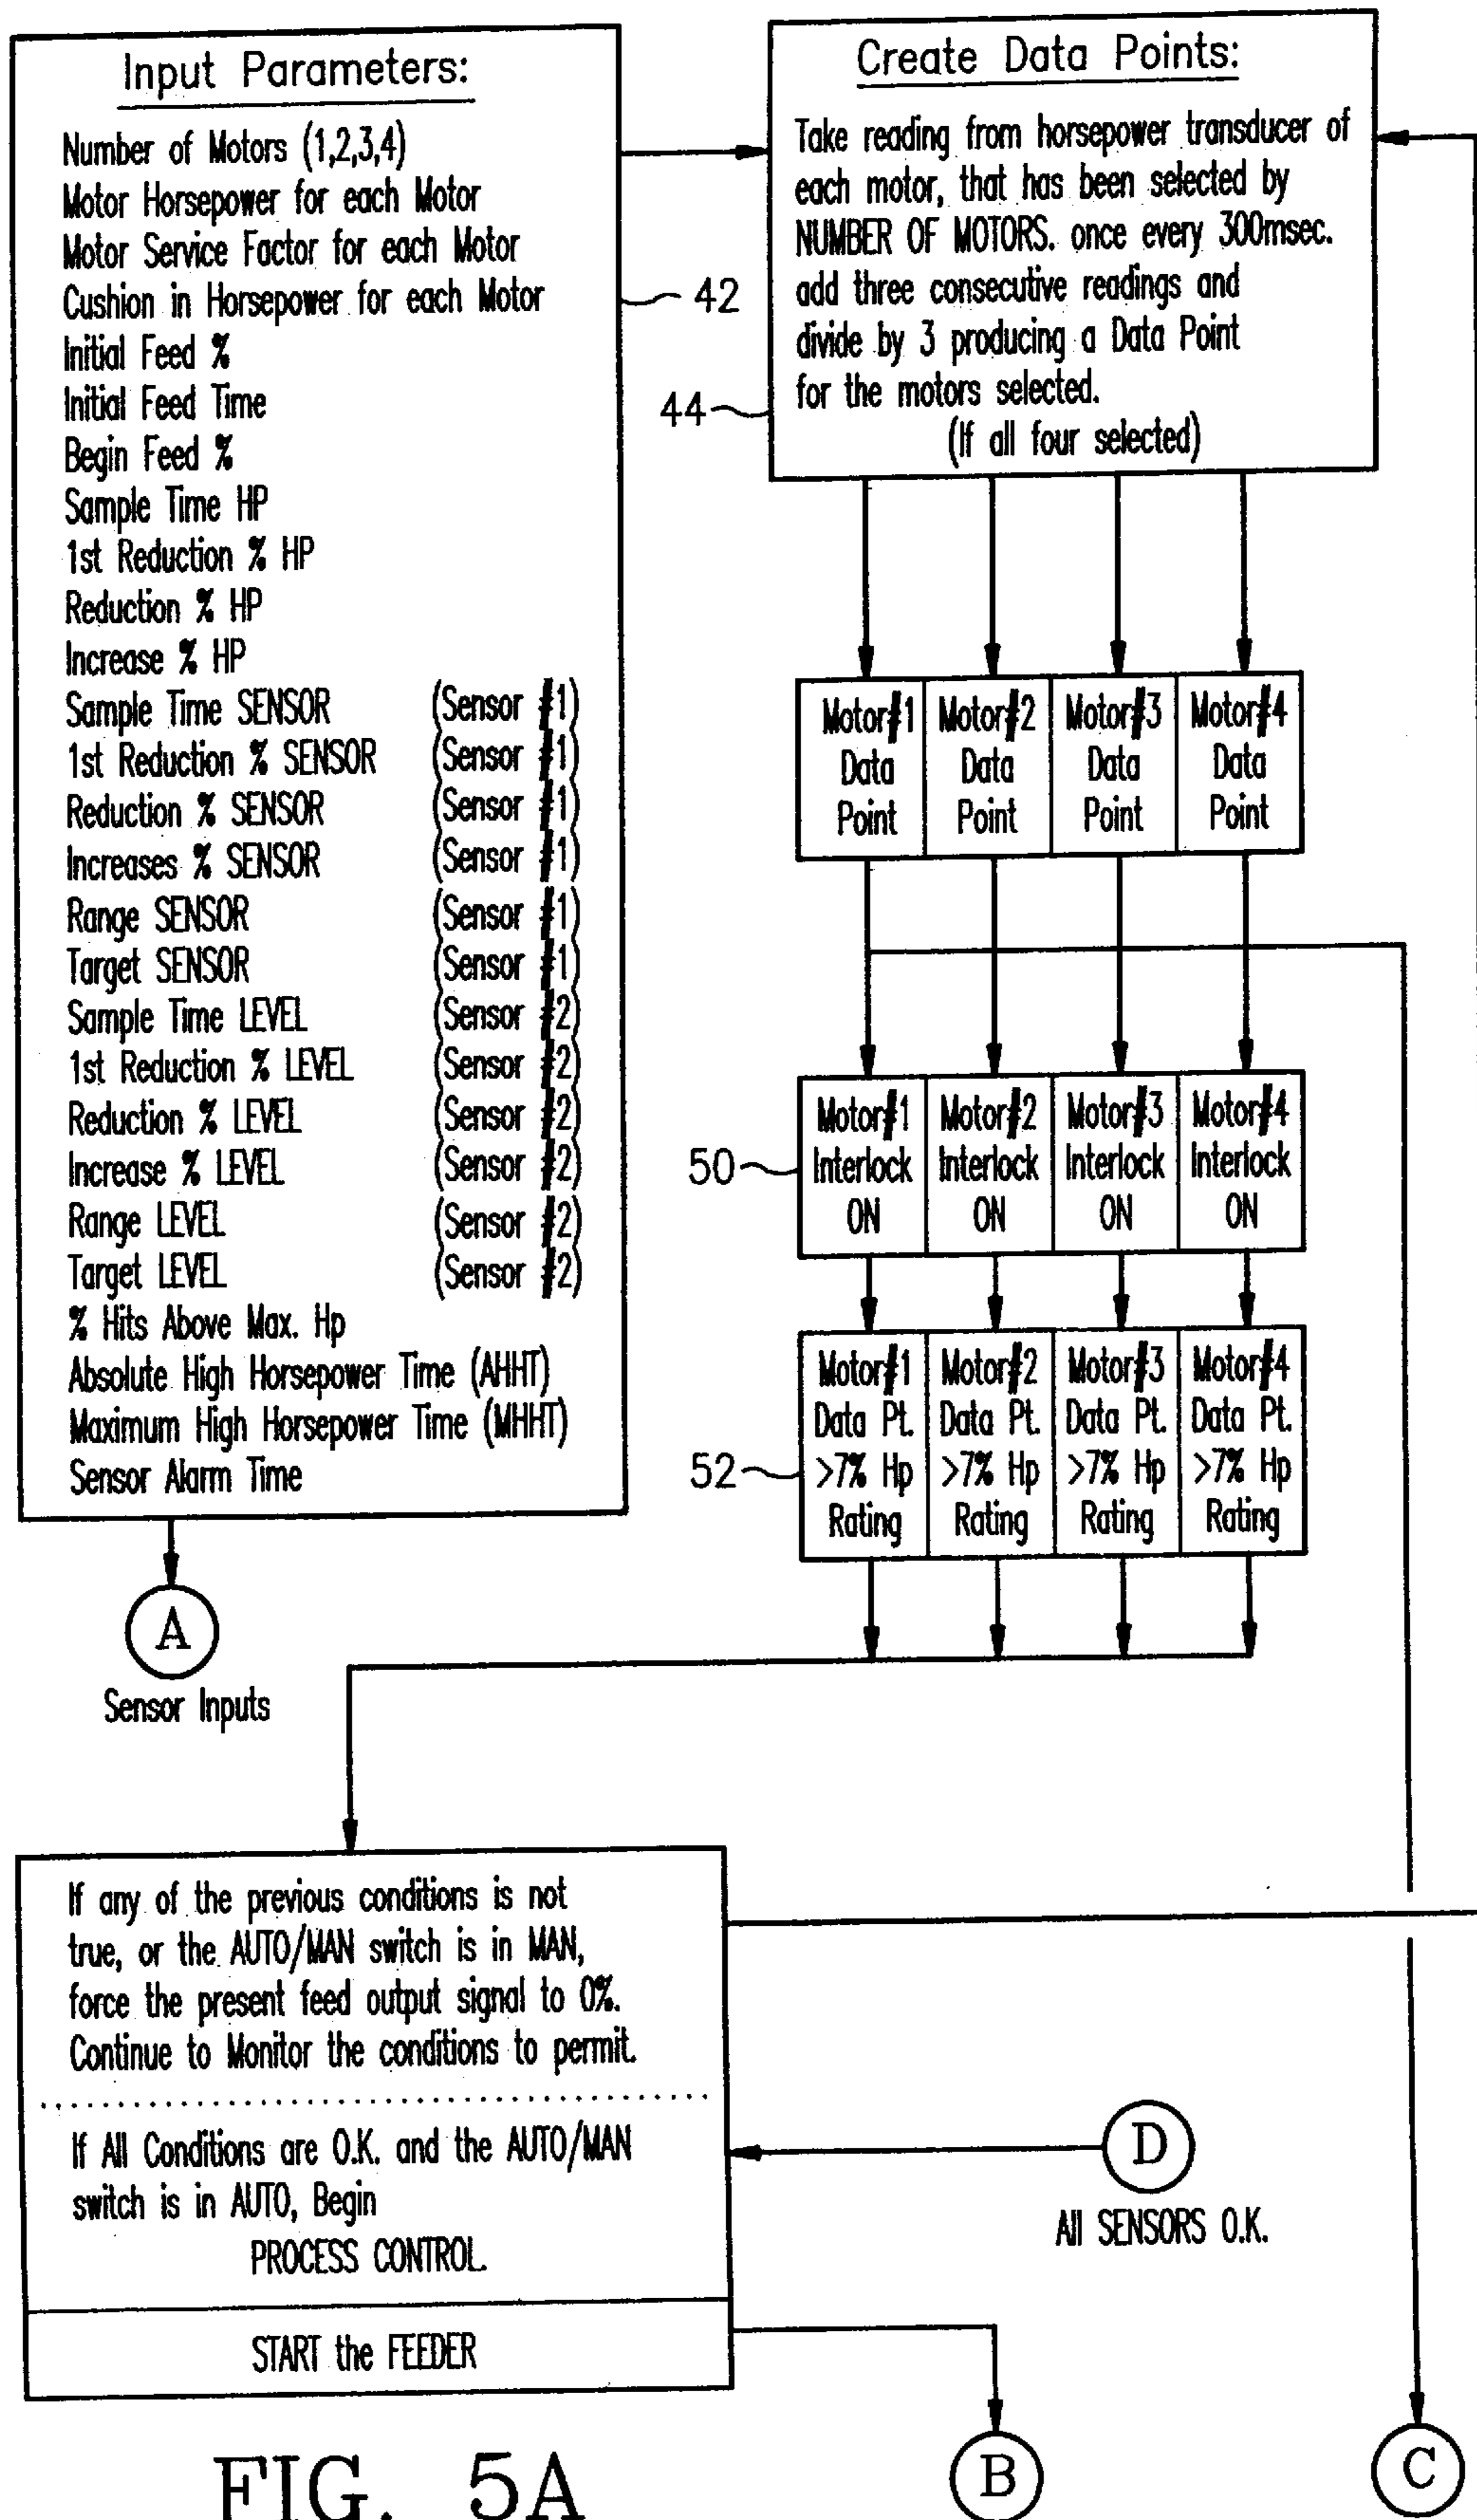 Input Parameters:
Number of Motors (1,2,3,4)
Motor Horsepower for each Motor
Motor Service Factor for each Motor
Cushion in Horsepower for each Motor
Initial Feed %
Initial Feed Time
Begin Feed %
Sample Time HP
1st Reduction % HP
Reduction % HP
Increase % HP
Sample Time SENSOR (Sensor #1)
1st Reduction % SENSOR (Sensor #1)
Reduction % SENSOR (Sensor #1)
Increases % SENSOR (Sensor #1)
Range SENSOR (Sensor #1)
Target SENSOR (Sensor #1)
Sample Time LEVEL (Sensor #2)
1st Reduction % LEVEL (Sensor #2)
Reduction % LEVEL (Sensor #2)
Increase % LEVEL (Sensor #2)
Range LEVEL (Sensor #2)
Target LEVEL (Sensor #2)
% Hits Above Max. Hp
Absolute High Horsepower Time (AHHT)
Maximum High Horsepower Time (MHHT)
Sensor Alarm Time
42
A
Sensor Inputs
Create Data Points:
Take reading from horsepower transducer of
each motor, that has been selected by
NUMBER OF MOTORS. once every 300msec.
add three consecutive readings and
divide by 3 producing a Data Point
for the motors selected.
(If all four selected)
44
Motor#1 Motor#2 Motor#3 Motor#4
Data Data Data Data
Point Point Point Point
Motor#1 Motor#2 Motor#3 Motor#4
50 Interlock Interlock Interlock Interlock
ON ON ON ON
Motor#1 Motor#2 Motor#3 Motor#4
Data Pt. Data Pt. Data Pt. Data Pt.
52 >7% Hp >7% Hp >7% Hp >7% Hp
Rating Rating Rating Rating
If any of the previous conditions is not
true, or the AUTO/MAN switch is in MAN,
force the present feed output signal to 0%.
Continue to Monitor the conditions to permit.
If All Conditions are O.K. and the AUTO/MAN
switch is in AUTO, Begin
PROCESS CONTROL.
START the FEEDER
D
All SENSORS O.K.
B
C
FIG. 5A